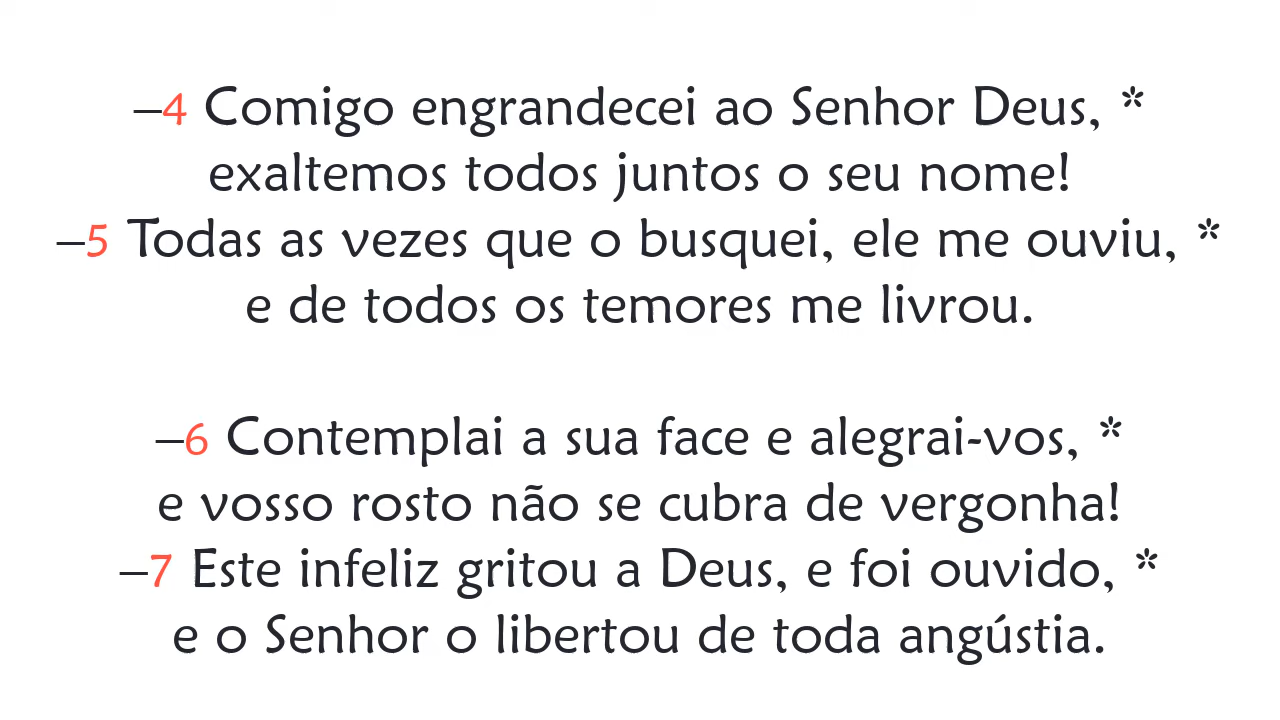 –4 Comigo engrandecei ao Senhor Deus, *
exaltemos todos juntos o seu nome!
–5 Todas as vezes que o busquei, ele me ouviu, *
e de todos os temores me livrou.
–6 Contemplai a sua face e alegrai-vos, *
e vosso rosto não se cubra de vergonha!
–7 Este infeliz gritou a Deus, e foi ouvido, *
e o Senhor o libertou de toda angústia.